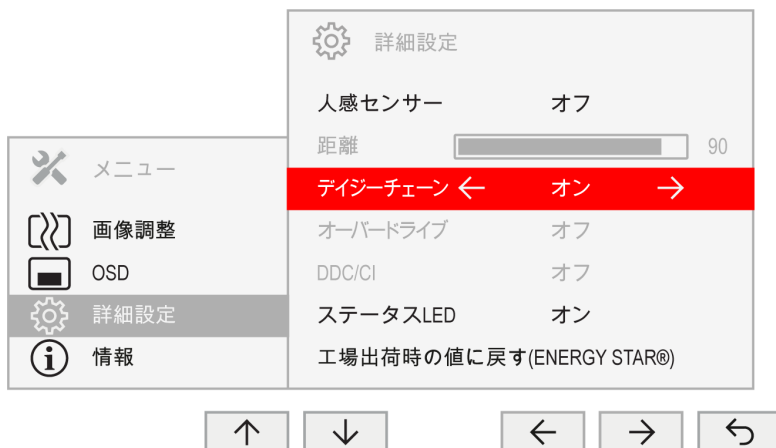 詳細設定
人感センサー オフ
距離 90
デイジーチェーン ← オン →
オーバードライブ オフ
DDC/CI オフ
ステータスLED オン
工場出荷時の値に戻す(ENERGY STAR®)
メニュー
画像調整
OSD
詳細設定
情報